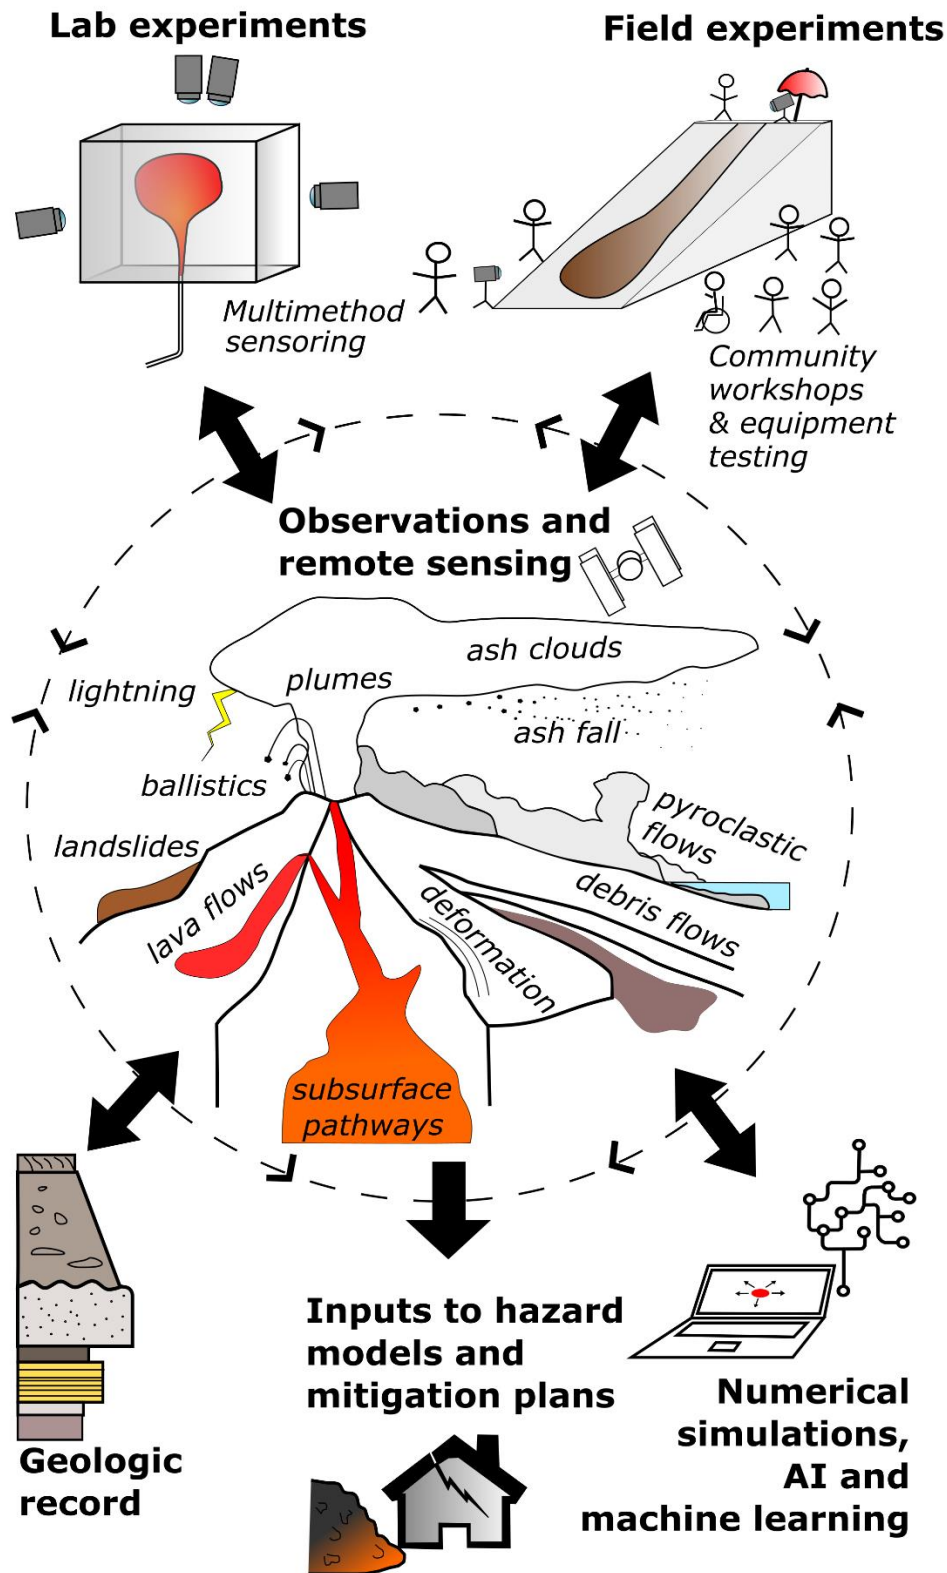 Lab experiments
Field experiments
Multimethod
sensoring
Community
workshops
& equipment
testing
Observations and
remote sensing
ash clouds
plumes
lightning
ash fall
ballistics
pyroclastic
flows
landslides
lava flows
deformation
debris flows
subsurface
pathways
Geologic
record
Inputs to hazard
models and
mitigation plans
Numerical
simulations,
AI and
machine learning